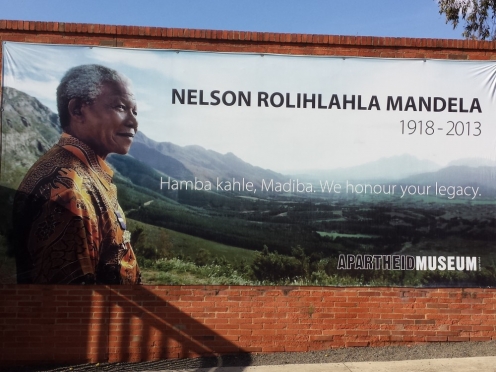 NELSON ROLIHLAHLA MANDELA
1918-2013
Hamba kahle, Madiba. We honour your legacy.
APARTHEIDMUSEUM